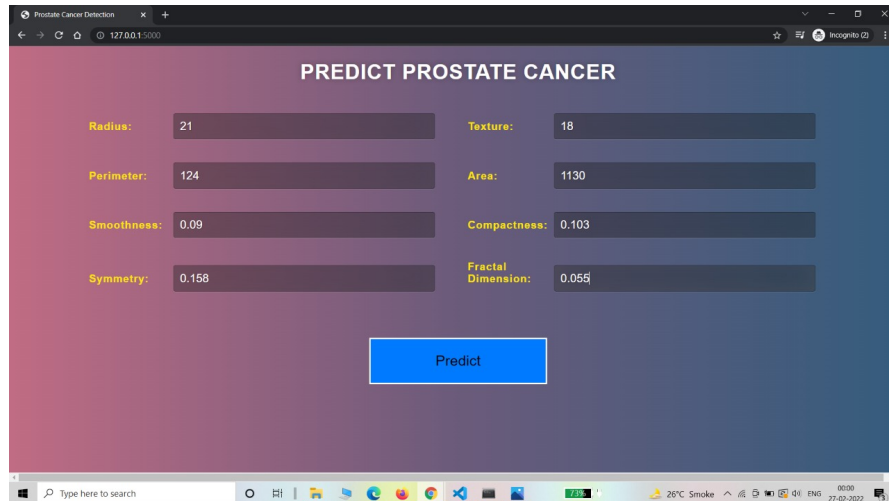 Prostate Cancer Detection
127.0.0.1:5000
Incognito (2)
PREDICT PROSTATE CANCER
Radius: 21 Texture: 18
Perimeter: 124 Area: 1130
Smoothness: 0.09 Compactness: 0.103
Symmetry: 0.158 Fractal Dimension: 0.055
Predict
Type here to search
73%
26°C Smoke
ENG
00:00
27-02-2022